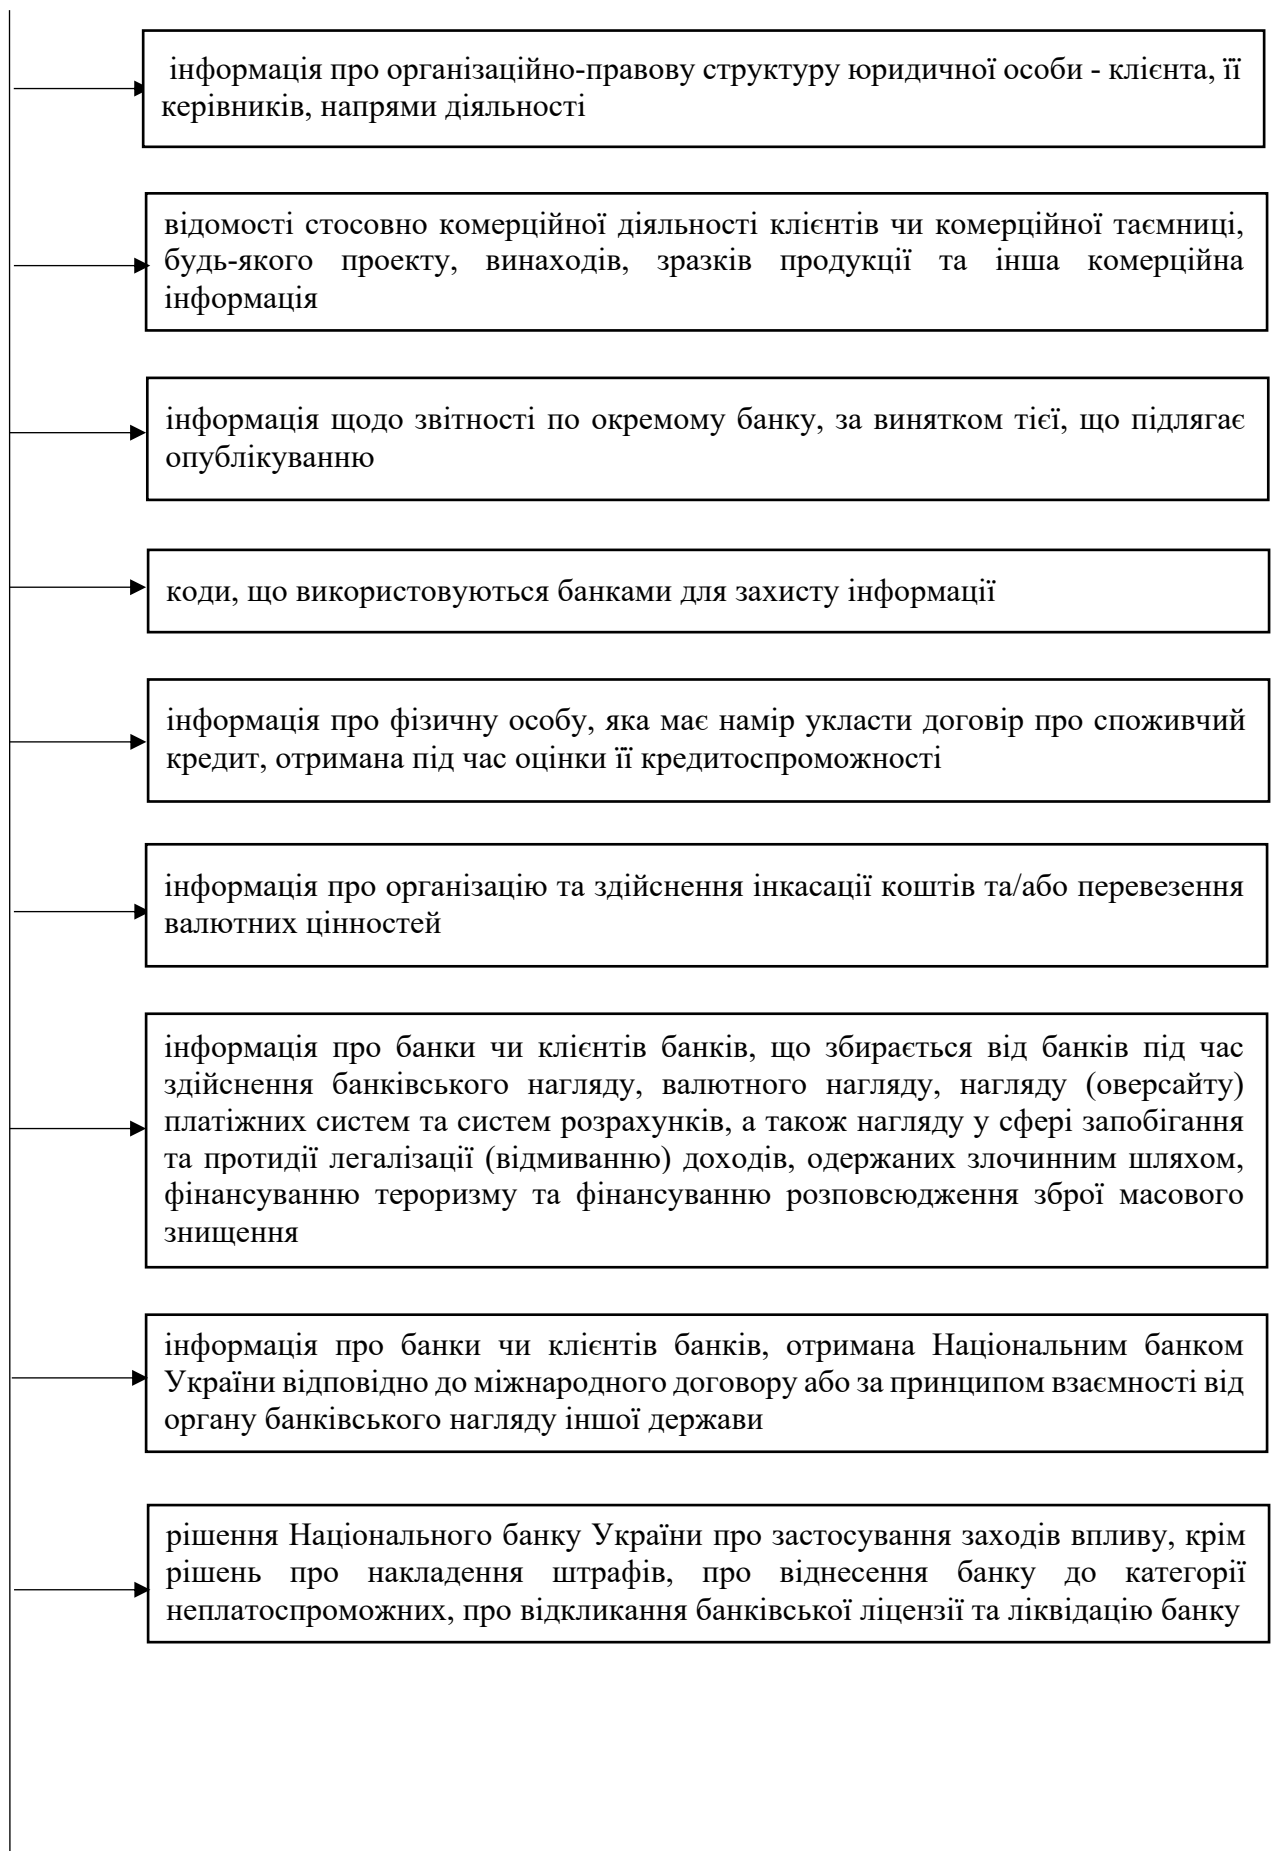 інформація про організаційно-правову структуру юридичної особи - клієнта, її
керівників, напрями діяльності
відомості стосовно комерційної діяльності клієнтів чи комерційної таємниці,
будь-якого проекту, винаходів, зразків продукції та інша комерційна
інформація
інформація щодо звітності по окремому банку, за винятком тієї, що підлягає
опублікуванню
коди, що використовуються банками для захисту інформації
інформація про фізичну особу, яка має намір укласти договір про споживчий
кредит, отримана під час оцінки її кредитоспроможності
інформація про організацію та здійснення інкасації коштів та/або перевезення
валютних цінностей
інформація про банки чи клієнтів банків, що збирається від банків під час
здійснення банківського нагляду, валютного нагляду, нагляду (оверсайту)
платіжних систем та систем розрахунків, а також нагляду у сфері запобігання
та протидії легалізації (відмиванню) доходів, одержаних злочинним шляхом,
фінансуванню тероризму та фінансуванню розповсюдження зброї масового
знищення
інформація про банки чи клієнтів банків, отримана Національним банком
України відповідно до міжнародного договору або за принципом взаємності від
органу банківського нагляду іншої держави
рішення Національного банку України про застосування заходів впливу, крім
рішень про накладення штрафів, про віднесення банку до категорії
неплатоспроможних, про відкликання банківської ліцензії та ліквідацію банку